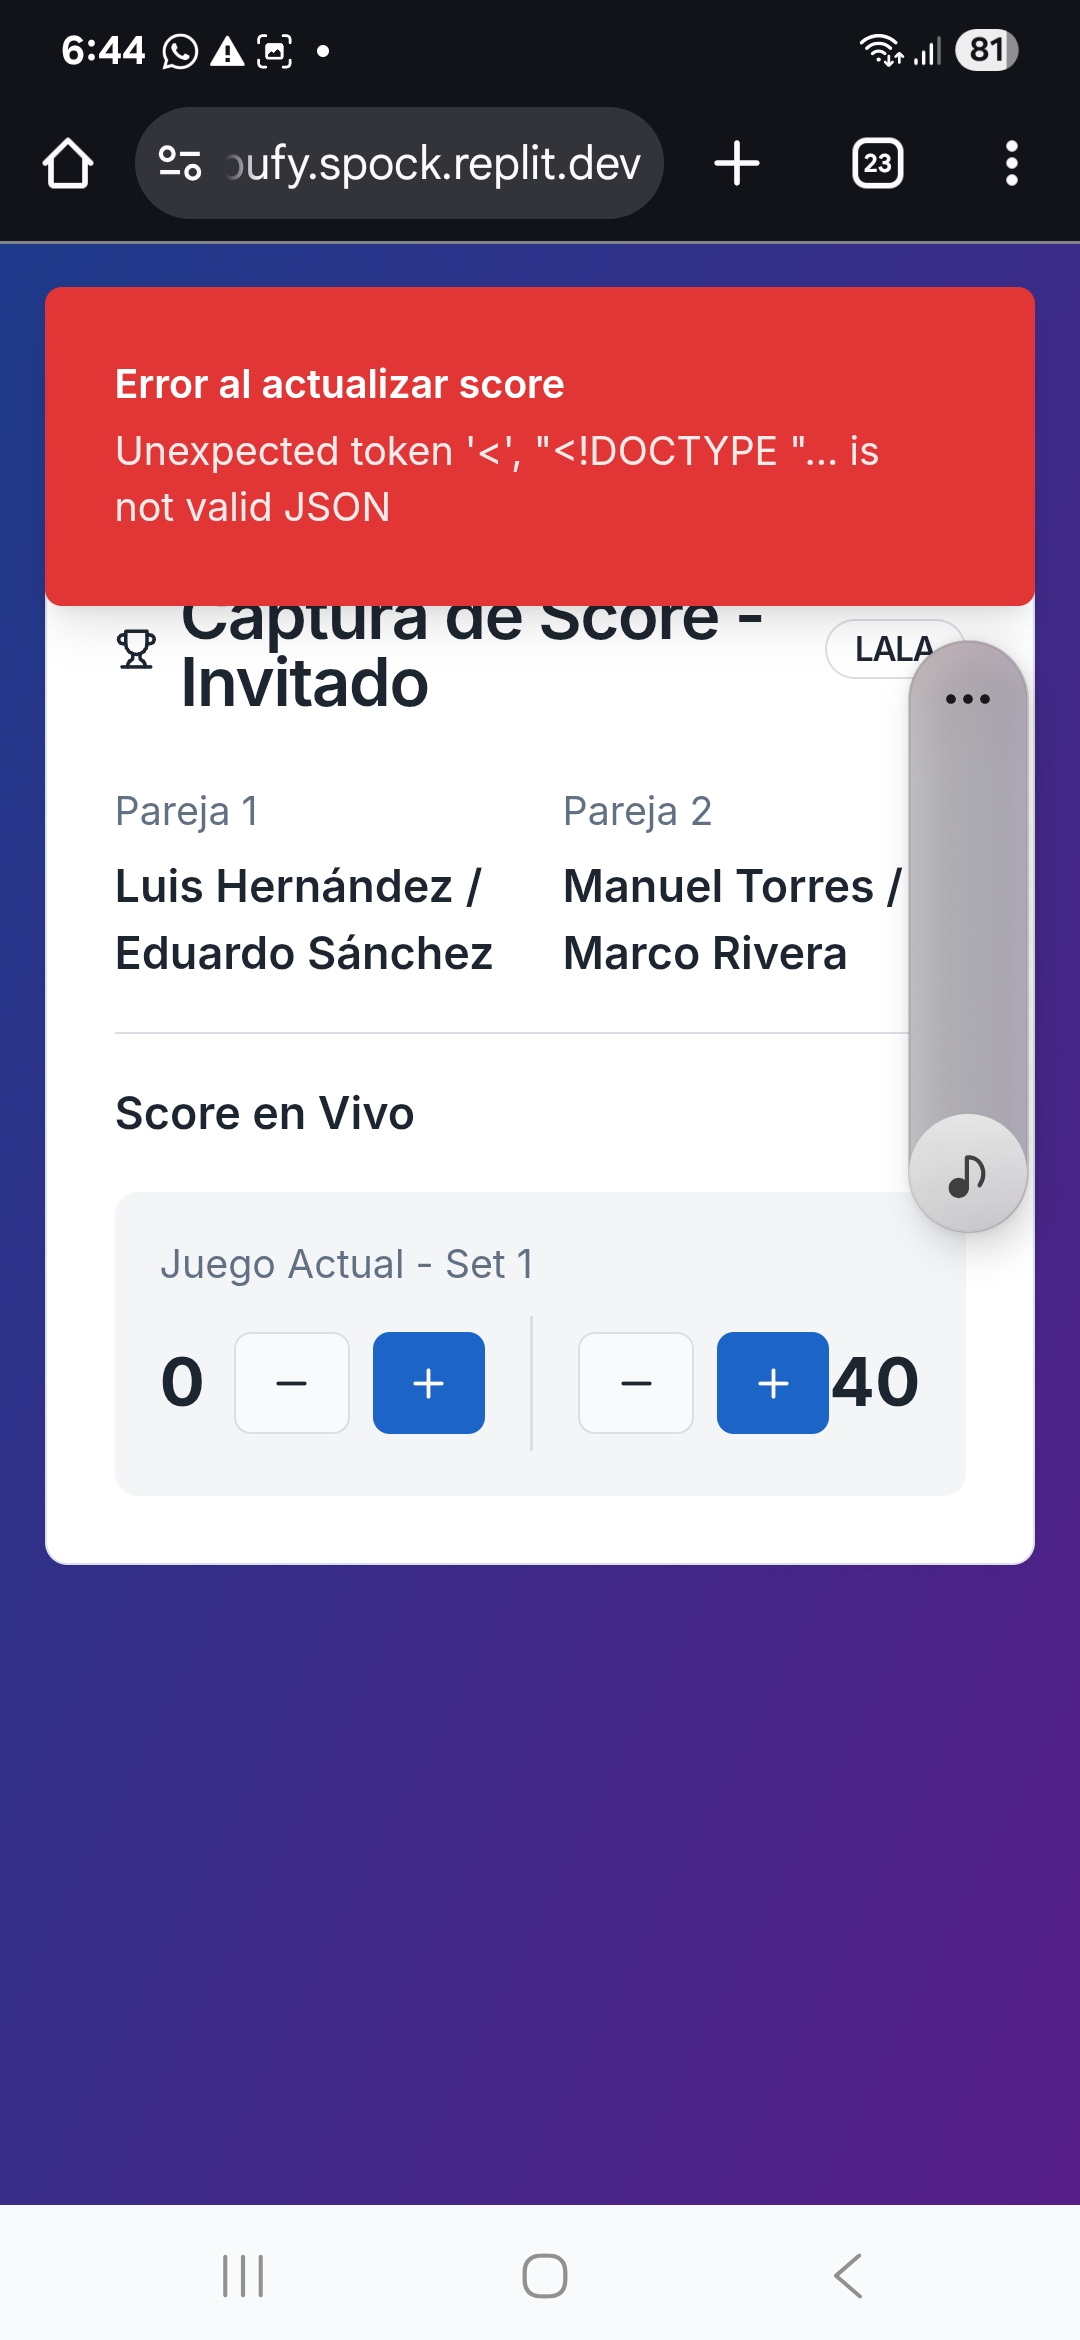 6:44
81
ufy.spock.replit.dev
23
Error al actualizar score
Unexpected token '<', "<!DOCTYPE "... is
not valid JSON
Captura de Score -
Invitado
LALA
Pareja 1
Pareja 2
Luis Hernández /
Eduardo Sánchez
Manuel Torres /
Marco Rivera
Score en Vivo
Juego Actual - Set 1
0
40